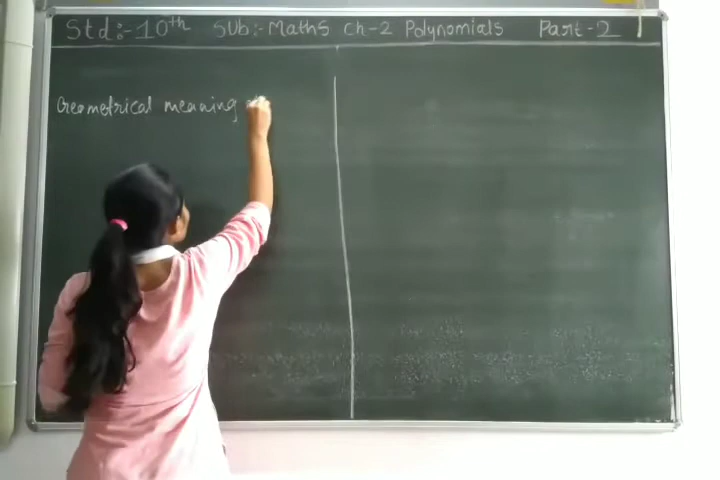 Std:-10th Sub:-Maths Ch-2 Polynomials Part-2
Geometrical meaning